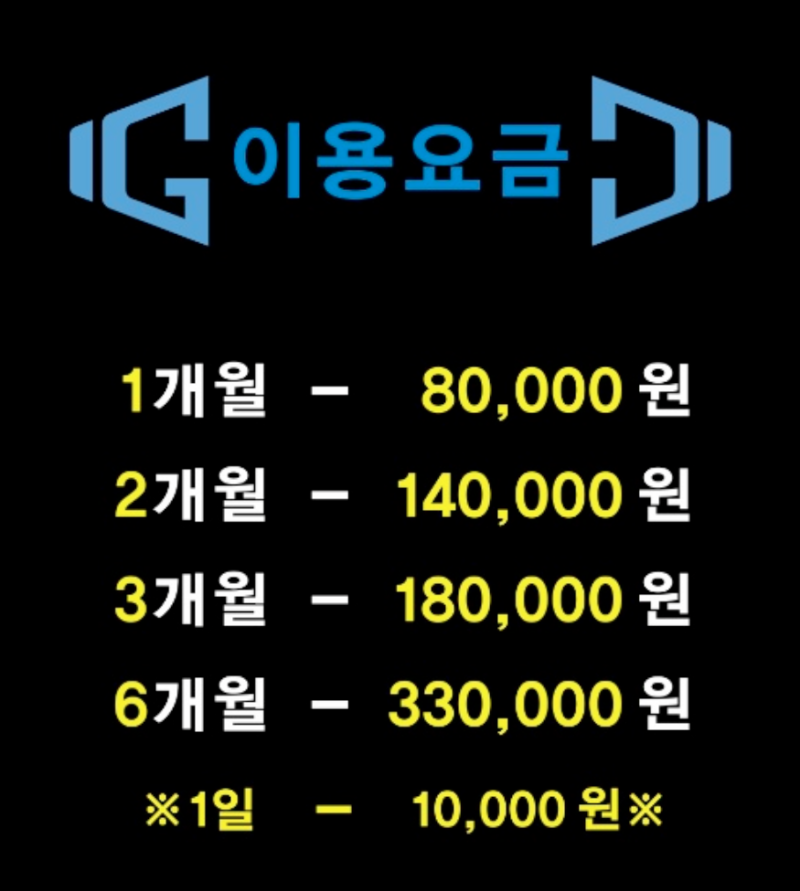 이용요금
1개월 - 80,000 원
2개월 - 140,000 원
3개월 - 180,000 원
6개월 - 330,000 원
※1일 - 10,000 원※